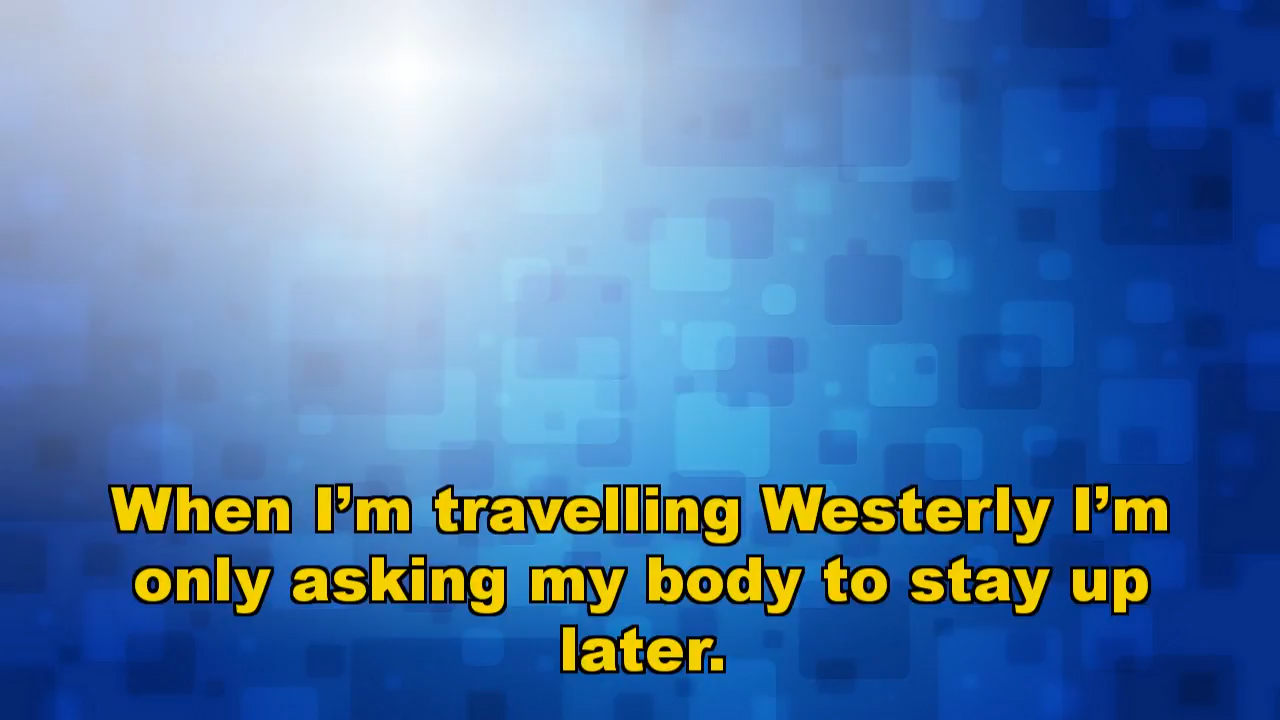 When I’m travelling Westerly I’m
only asking my body to stay up
later.